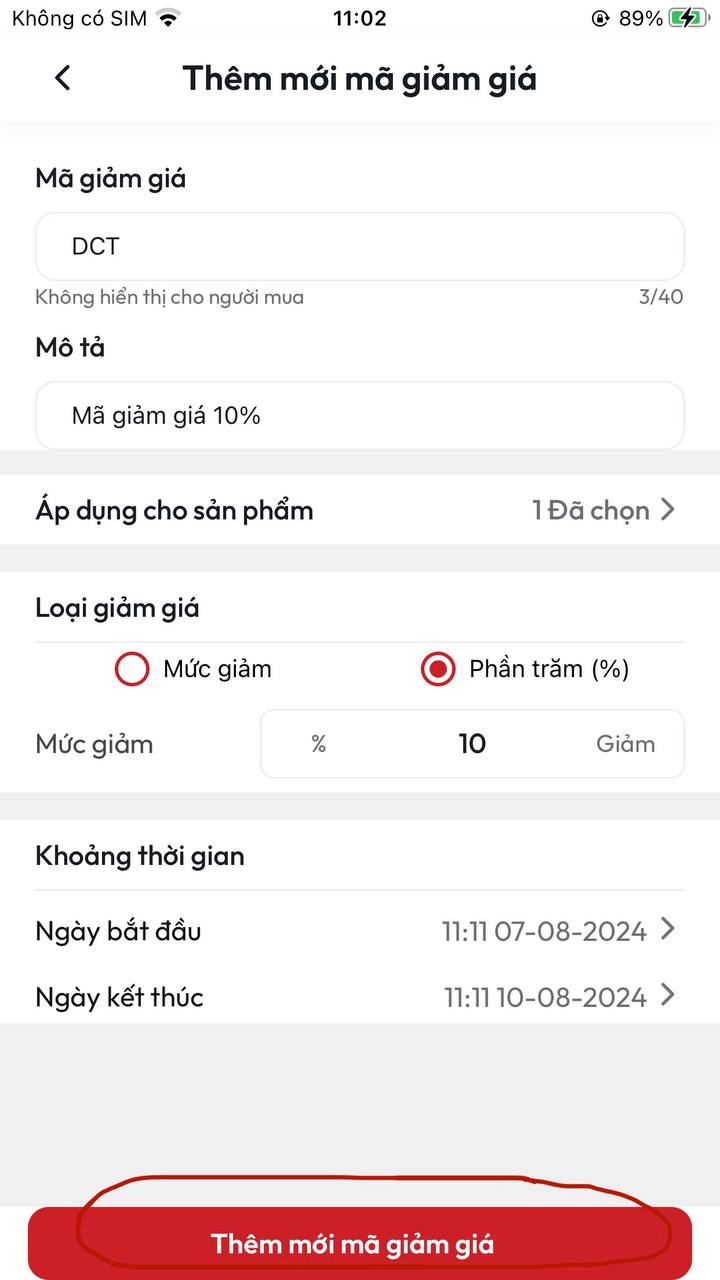 Không có SIM 11:02 89%
Thêm mới mã giảm giá
Mã giảm giá
DCT
Không hiển thị cho người mua 3/40
Mô tả
Mã giảm giá 10%
Áp dụng cho sản phẩm 1 Đã chọn
Loại giảm giá
Mức giảm Phần trăm (%)
Mức giảm % 10 Giảm
Khoảng thời gian
Ngày bắt đầu 11:11 07-08-2024
Ngày kết thúc 11:11 10-08-2024
Thêm mới mã giảm giá